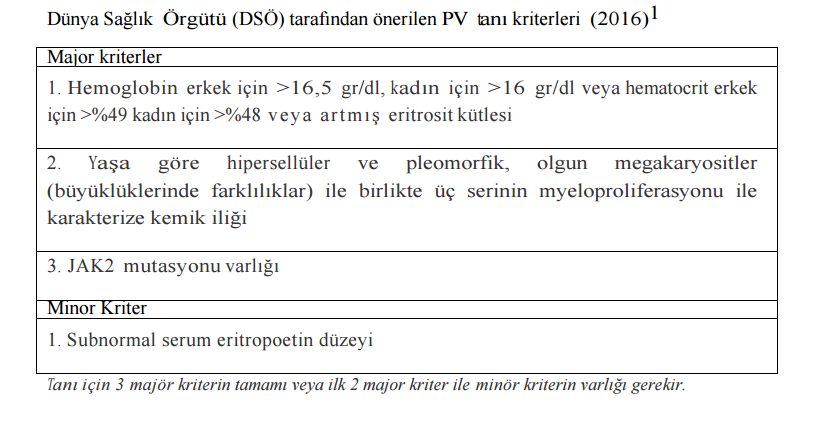 Dünya Sağlık Örgütü (DSÖ) tarafından önerilen PV tanı kriterleri (2016)1
Major kriterler
1. Hemoglobin erkek için >16,5 gr/dl, kadın için >16 gr/dl veya hematocrit erkek
için >%49 kadın için >%48 veya artmış eritrosit kütlesi
2. Yaşa göre hipersellüler ve pleomorfik, olgun megakaryositler
(büyüklüklerinde farklılıklar) ile birlikte üç serinin myeloproliferasyonu ile
karakterize kemik iliği
3. JAK2 mutasyonu varlığı
Minor Kriter
1. Subnormal serum eritropoetin düzeyi
Tanı için 3 majör kriterin tamamı veya ilk 2 major kriter ile minör kriterin varlığı gerekir.